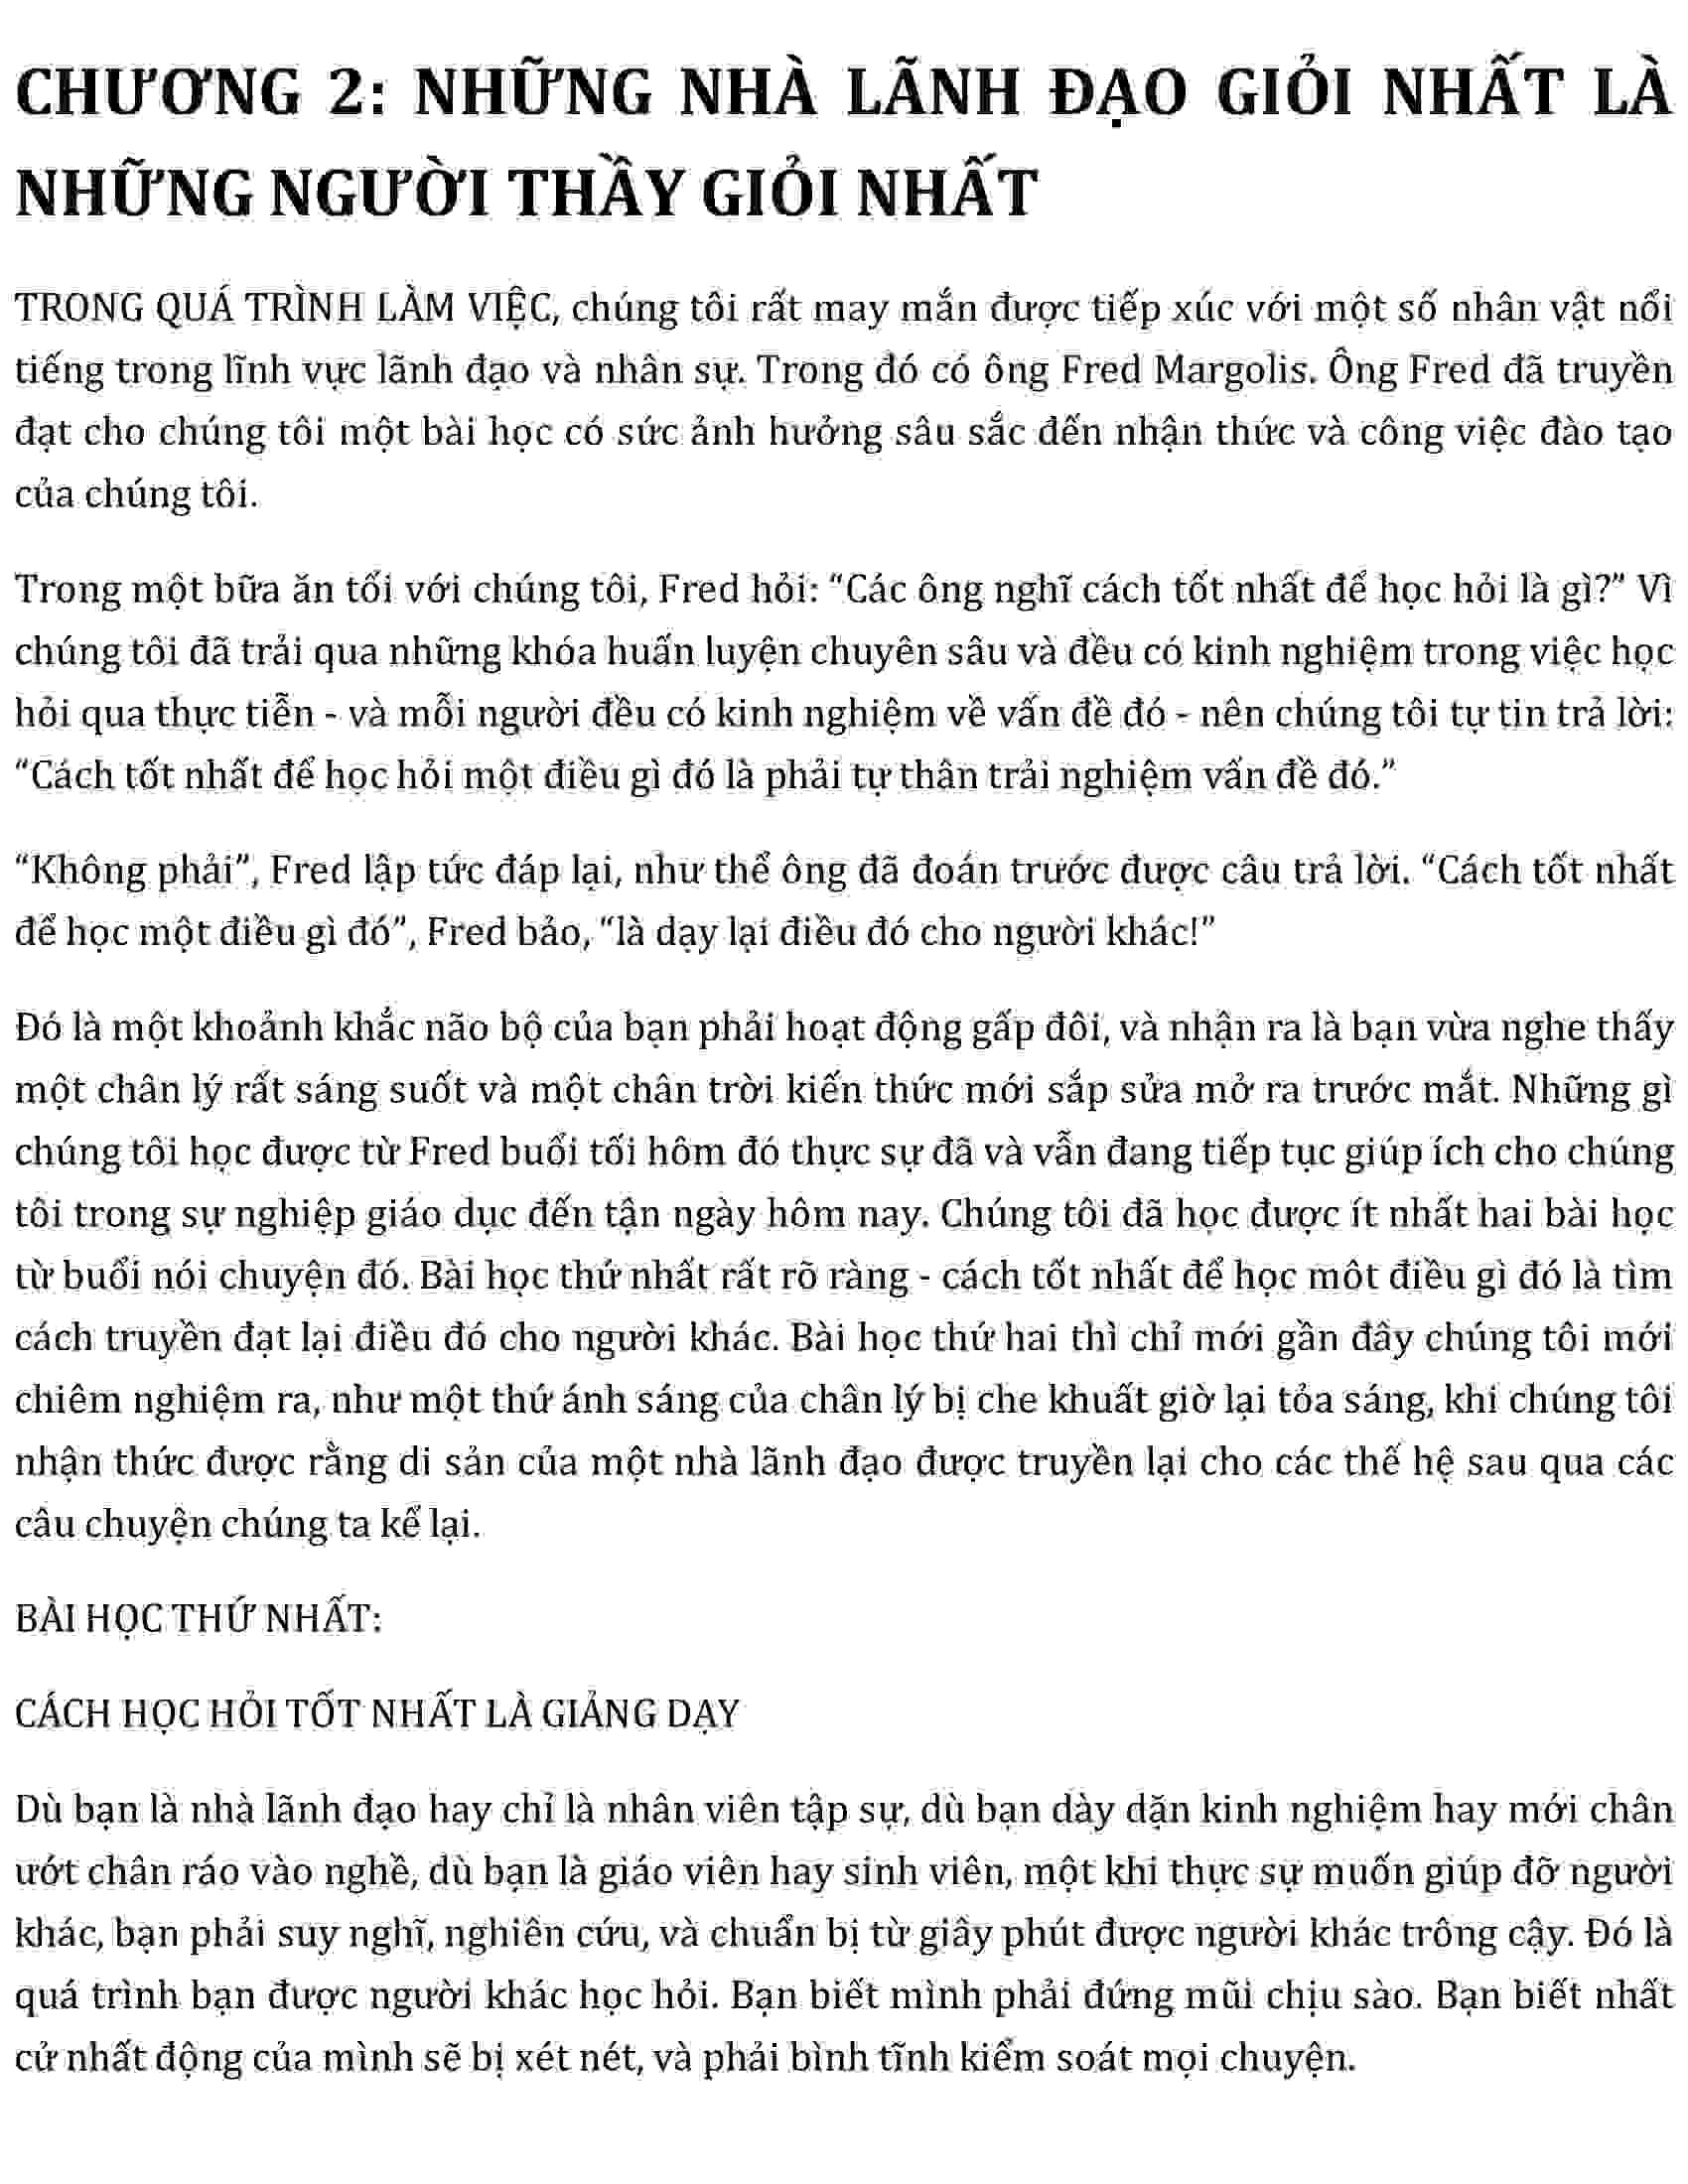 CHƯƠNG 2: NHỮNG NHÀ LÃNH ĐẠO GIỎI NHẤT LÀ
NHỮNG NGƯỜI THẦY GIỎI NHẤT
TRONG QUÁ TRÌNH LÀM VIỆC, chúng tôi rất may mắn được tiếp xúc với một số nhân vật nổi
tiếng trong lĩnh vực lãnh đạo và nhân sự. Trong đó có ông Fred Margolis. Ông Fred đã truyền
đạt cho chúng tôi một bài học có sức ảnh hưởng sâu sắc đến nhận thức và công việc đào tạo
của chúng tôi.
Trong một bữa ăn tối với chúng tôi, Fred hỏi: “Các ông nghĩ cách tốt nhất để học hỏi là gì?” Vì
chúng tôi đã trải qua những khóa huấn luyện chuyên sâu và đều có kinh nghiệm trong việc học
hỏi qua thực tiễn - và mỗi người đều có kinh nghiệm về vấn đề đó - nên chúng tôi tự tin trả lời:
“Cách tốt nhất để học hỏi một điều gì đó là phải tự thân trải nghiệm vấn đề đó.”
“Không phải”, Fred lập tức đáp lại, như thể ông đã đoán trước được câu trả lời. “Cách tốt nhất
để học một điều gì đó”, Fred bảo, “là dạy lại điều đó cho người khác!”
Đó là một khoảnh khắc não bộ của bạn phải hoạt động gấp đôi, và nhận ra là bạn vừa nghe thấy
một chân lý rất sáng suốt và một chân trời kiến thức mới sắp sửa mở ra trước mắt. Những gì
chúng tôi học được từ Fred buổi tối hôm đó thực sự đã và vẫn đang tiếp tục giúp ích cho chúng
tôi trong sự nghiệp giáo dục đến tận ngày hôm nay. Chúng tôi đã học được ít nhất hai bài học
từ buổi nói chuyện đó. Bài học thứ nhất rất rõ ràng - cách tốt nhất để học môt điều gì đó là tìm
cách truyền đạt lại điều đó cho người khác. Bài học thứ hai thì chỉ mới gần đây chúng tôi mới
chiêm nghiệm ra, như một thứ ánh sáng của chân lý bị che khuất giờ lại tỏa sáng, khi chúng tôi
nhận thức được rằng di sản của một nhà lãnh đạo được truyền lại cho các thế hệ sau qua các
câu chuyện chúng ta kể lại.
BÀI HỌC THỨ NHẤT:
CÁCH HỌC HỎI TỐT NHẤT LÀ GIẢNG DẠY
Dù bạn là nhà lãnh đạo hay chỉ là nhân viên tập sự, dù bạn dày dặn kinh nghiệm hay mới chân
ướt chân ráo vào nghề, dù bạn là giáo viên hay sinh viên, một khi thực sự muốn giúp đỡ người
khác, bạn phải suy nghĩ, nghiên cứu, và chuẩn bị từ giây phút được người khác trông cậy. Đó là
quá trình bạn được người khác học hỏi. Bạn biết mình phải đứng mũi chịu sào. Bạn biết nhất
cử nhất động của mình sẽ bị xét nét, và phải bình tĩnh kiểm soát mọi chuyện.